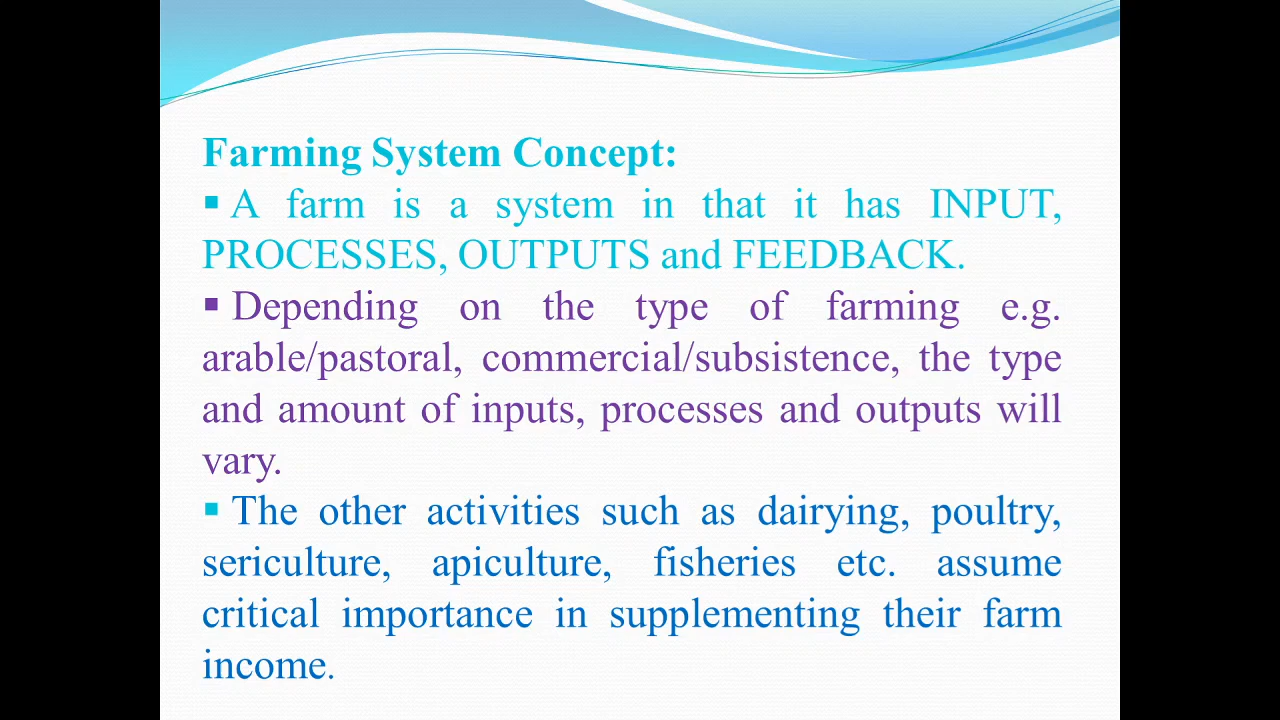 Farming System Concept:
▪ A farm is a system in that it has INPUT,
PROCESSES, OUTPUTS and FEEDBACK.
▪ Depending on the type of farming e.g.
arable/pastoral, commercial/subsistence, the type
and amount of inputs, processes and outputs will
vary.
▪ The other activities such as dairying, poultry,
sericulture, apiculture, fisheries etc. assume
critical importance in supplementing their farm
income.